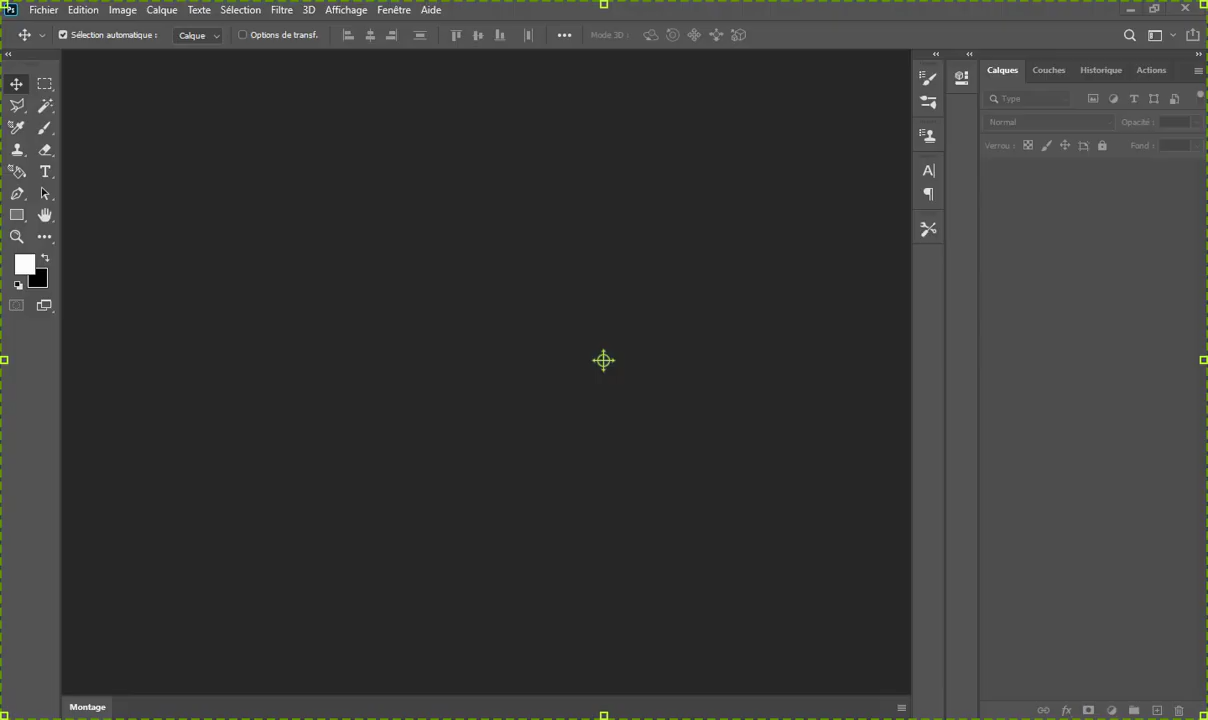 Ps Fichier Edition Image Calque Texte Sélection Filtre 3D Affichage Fenêtre Aide
Sélection automatique : Calque Options de transf. Mode 3D :
Calques Couches Historique Actions
Type
Normal Opacité :
Verrou : Fond :
Montage